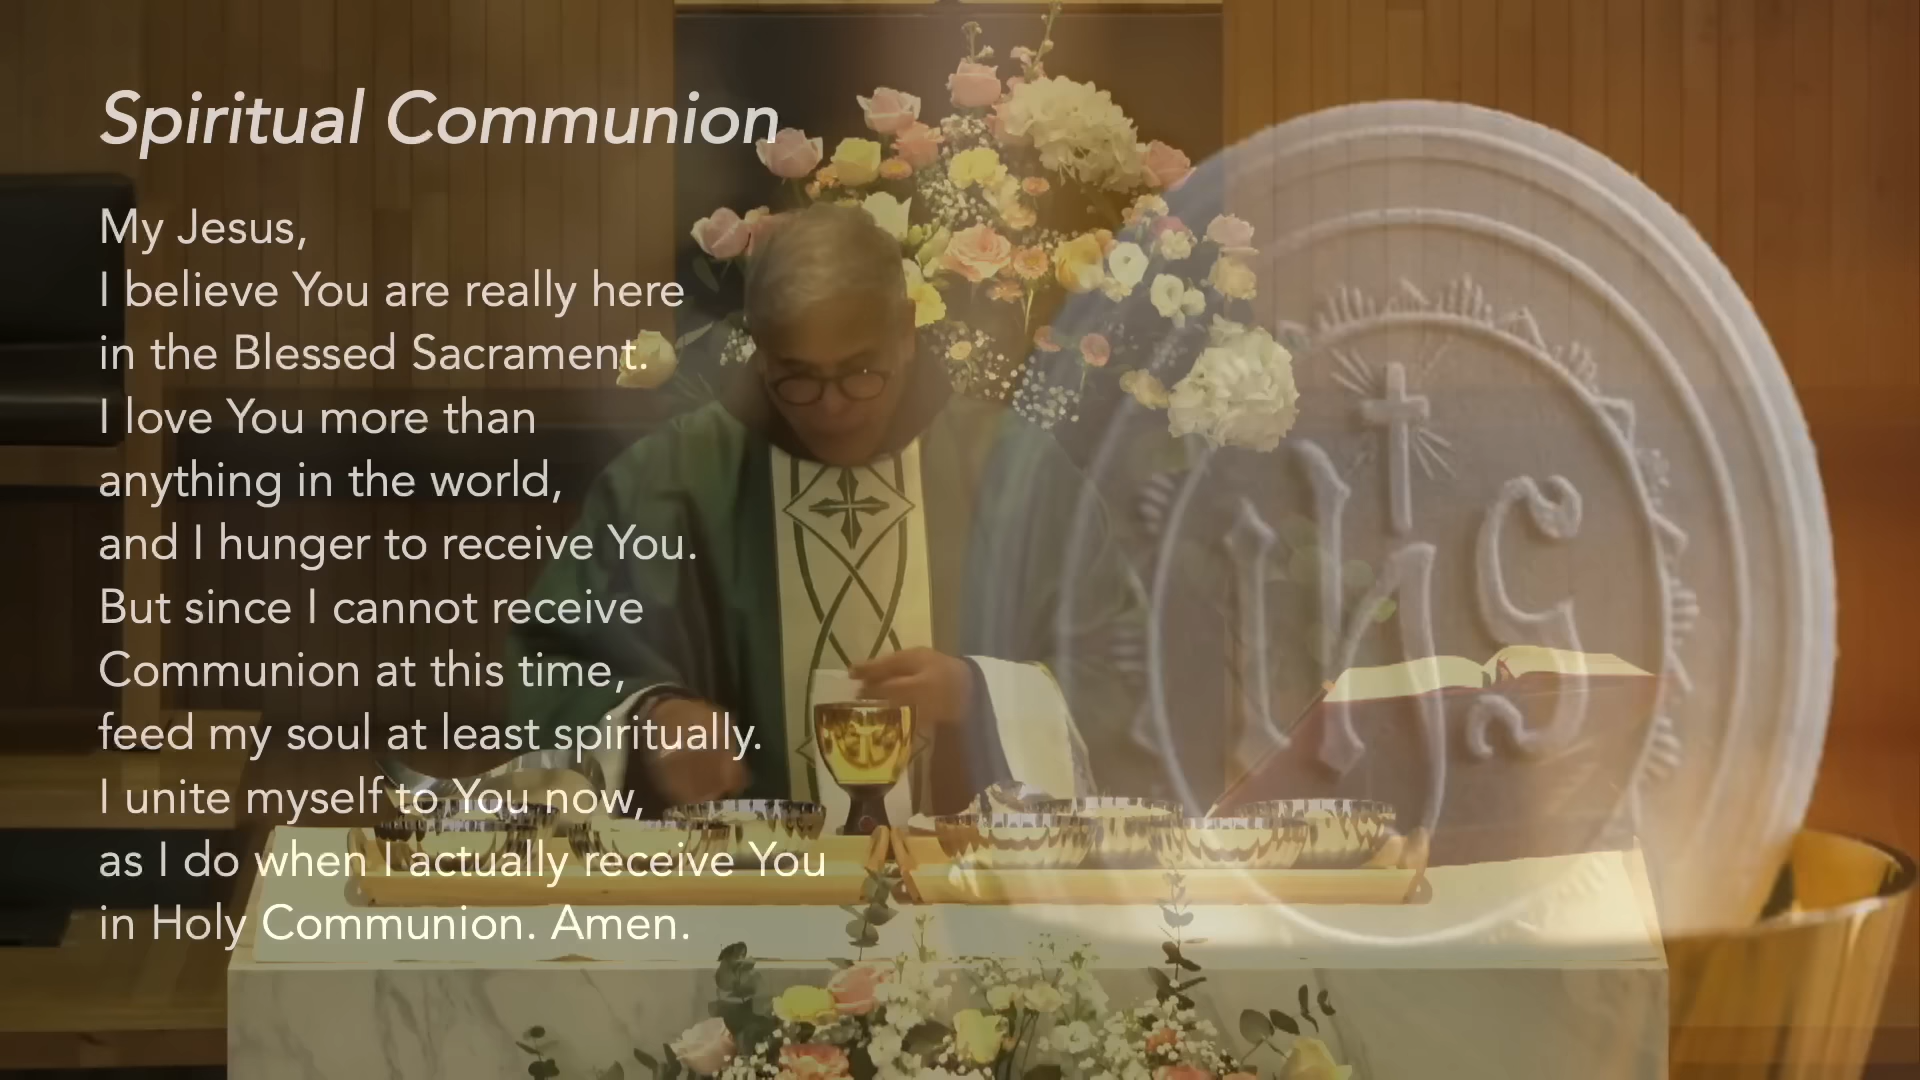 Spiritual Communion
My Jesus,
I believe You are really here
in the Blessed Sacrament.
I love You more than
anything in the world,
and I hunger to receive You.
But since I cannot receive
Communion at this time,
feed my soul at least spiritually.
I unite myself to You now,
as I do when I actually receive You
in Holy Communion. Amen.
ihs